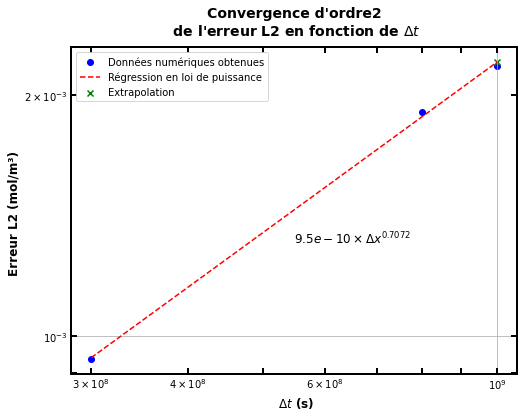 Convergence d'ordre2
de l'erreur L2 en fonction de Δt
Données numériques obtenues
Régression en loi de puissance
Extrapolation
2 × 10⁻³
Erreur L2 (mol/m³)
9.5e − 10 × Δx^0.7072
10⁻³
3 × 10⁸
4 × 10⁸
6 × 10⁸
10⁹
Δt (s)